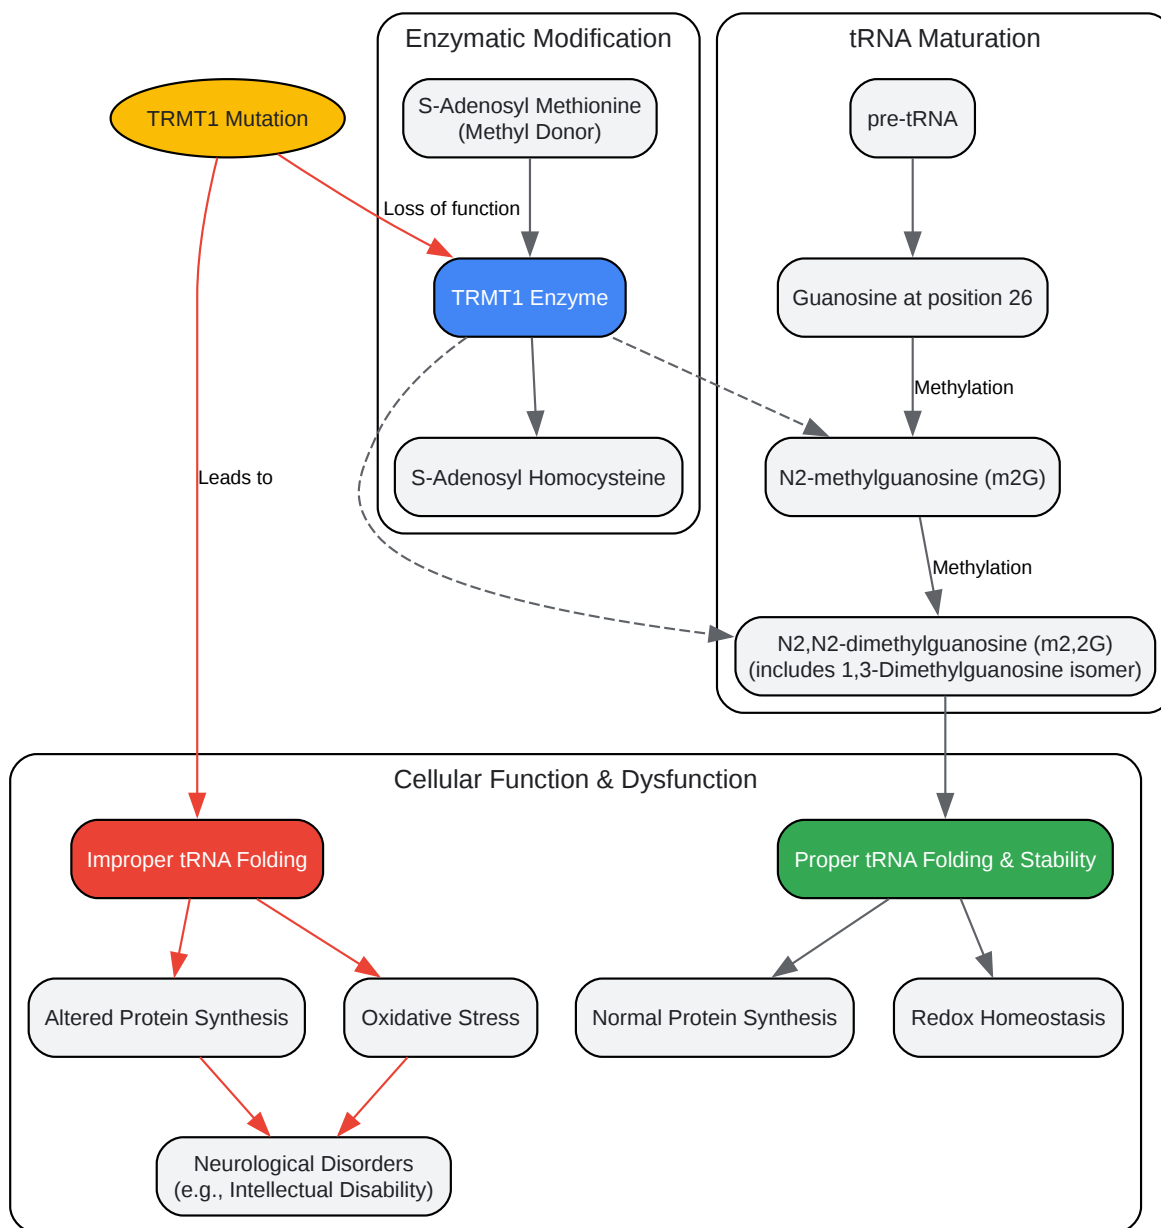 Enzymatic Modification
tRNA Maturation
TRMT1 Mutation
S-Adenosyl Methionine
(Methyl Donor)
pre-tRNA
Loss of function
TRMT1 Enzyme
Guanosine at position 26
Methylation
Leads to
S-Adenosyl Homocysteine
N2-methylguanosine (m2G)
Methylation
N2,N2-dimethylguanosine (m2,2G)
(includes 1,3-Dimethylguanosine isomer)
Cellular Function & Dysfunction
Improper tRNA Folding
Proper tRNA Folding & Stability
Altered Protein Synthesis
Oxidative Stress
Normal Protein Synthesis
Redox Homeostasis
Neurological Disorders
(e.g., Intellectual Disability)